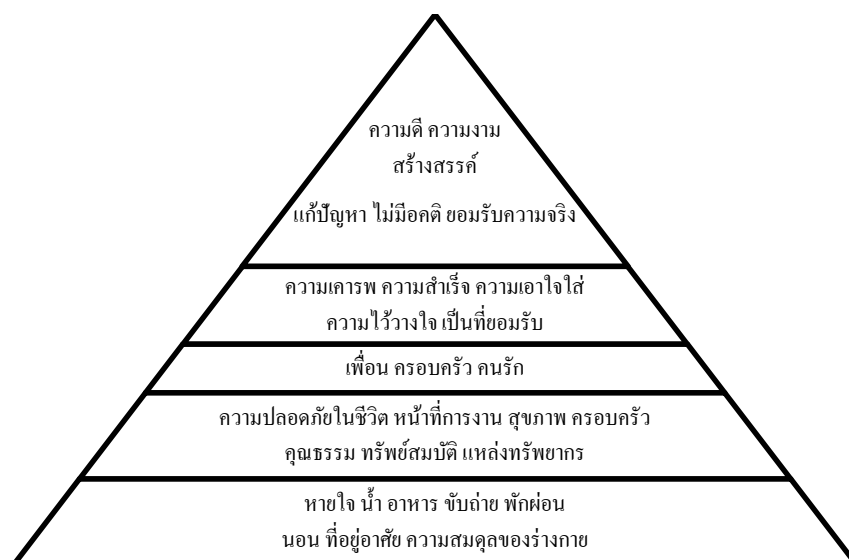 ความดี ความงาม
สร้างสรรค์
แก้ปัญหา ไม่มีอคติ ยอมรับความจริง
ความเคารพ ความสำเร็จ ความเอาใจใส่
ความไว้วางใจ เป็นที่ยอมรับ
เพื่อน ครอบครัว คนรัก
ความปลอดภัยในชีวิต หน้าที่การงาน สุขภาพ ครอบครัว
คุณธรรม ทรัพย์สมบัติ แหล่งทรัพยากร
หายใจ น้ำ อาหาร ขับถ่าย พักผ่อน
นอน ที่อยู่อาศัย ความสมดุลของร่างกาย